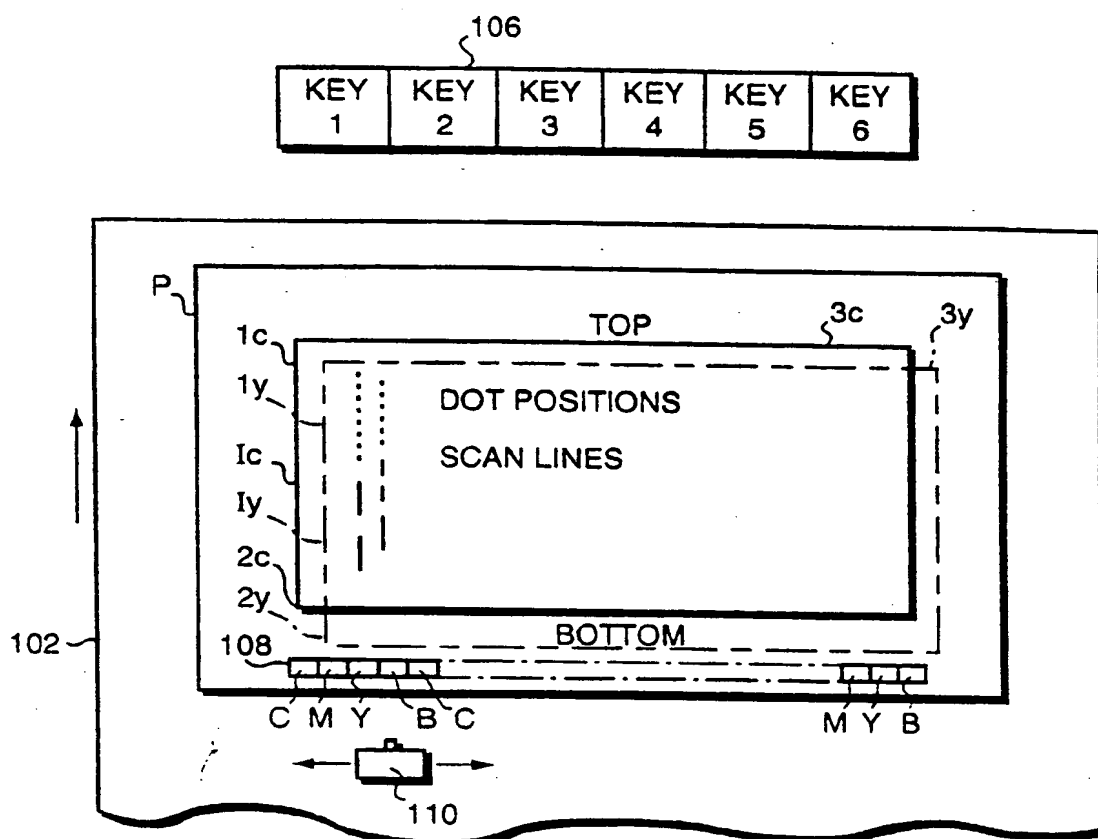 106
KEY KEY KEY KEY KEY KEY
1 2 3 4 5 6
P
TOP 3c 3y
1c
1y
DOT POSITIONS
Ic
SCAN LINES
Iy
2c
2y
BOTTOM
102
108
C M Y B C M Y B
110